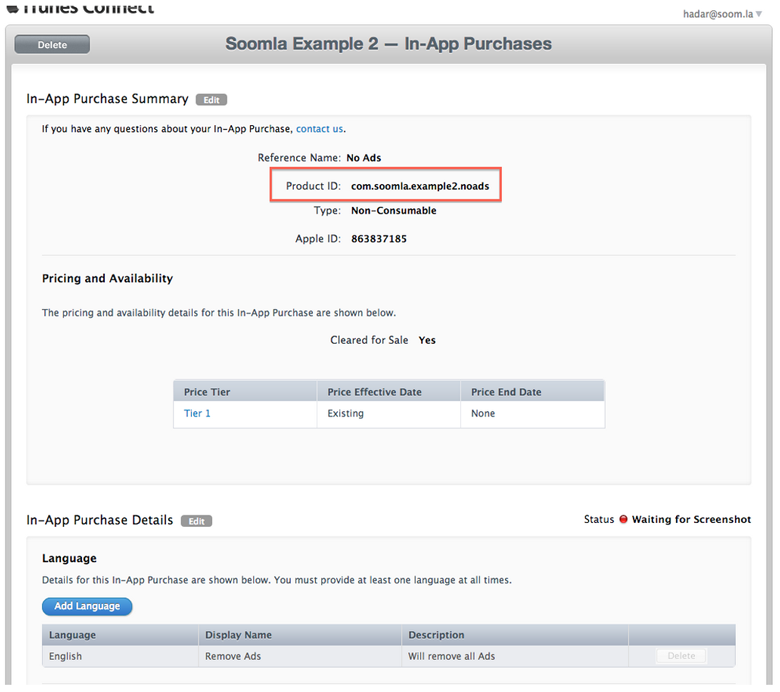 iTunes Connect
hadar@soom.la
Delete
Soomla Example 2 — In-App Purchases
In-App Purchase Summary Edit
If you have any questions about your In-App Purchase, contact us.
Reference Name: No Ads
Product ID: com.soomla.example2.noads
Type: Non-Consumable
Apple ID: 863837185
Pricing and Availability
The pricing and availability details for this In-App Purchase are shown below.
Cleared for Sale Yes
Price Tier Price Effective Date Price End Date
Tier 1 Existing None
In-App Purchase Details Edit
Status Waiting for Screenshot
Language
Details for this In-App Purchase are shown below. You must provide at least one language at all times.
Add Language
Language Display Name Description
English Remove Ads Will remove all Ads Delete